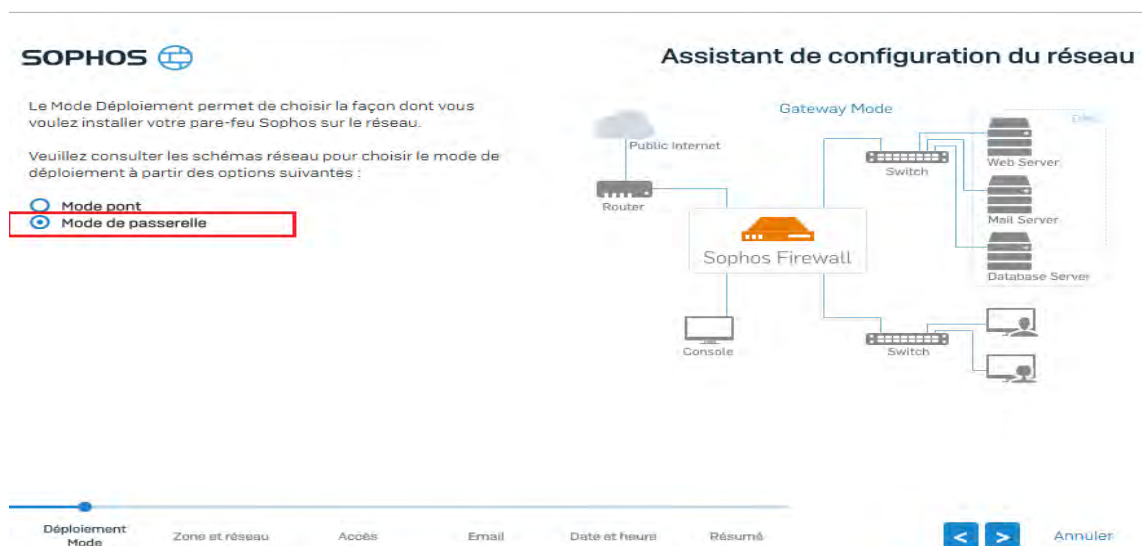 SOPHOS
Assistant de configuration du réseau
Le Mode Déploiement permet de choisir la façon dont vous
voulez installer votre pare-feu Sophos sur le réseau.
Veuillez consulter les schémas réseau pour choisir le mode de
déploiement à partir des options suivantes :
Mode pont
Mode de passerelle
Gateway Mode
Public Internet
Router
Sophos Firewall
Console
Switch
Web Server
Mail Server
Database Server
Switch
Déploiement
Mode
Zone et réseau
Accès
Email
Date et heure
Résumé
<
>
Annuler